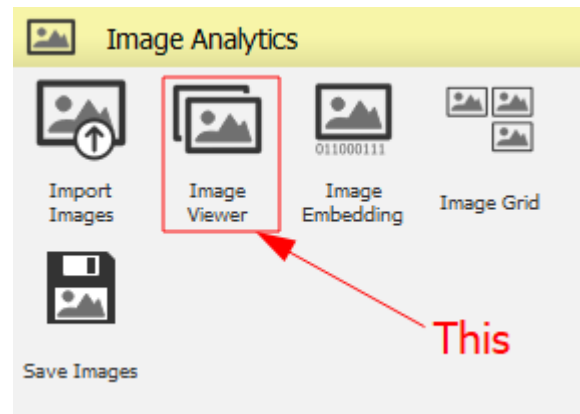 Image Analytics
011000111
Import
Images
Image
Viewer
Image
Embedding
Image Grid
Save Images
This